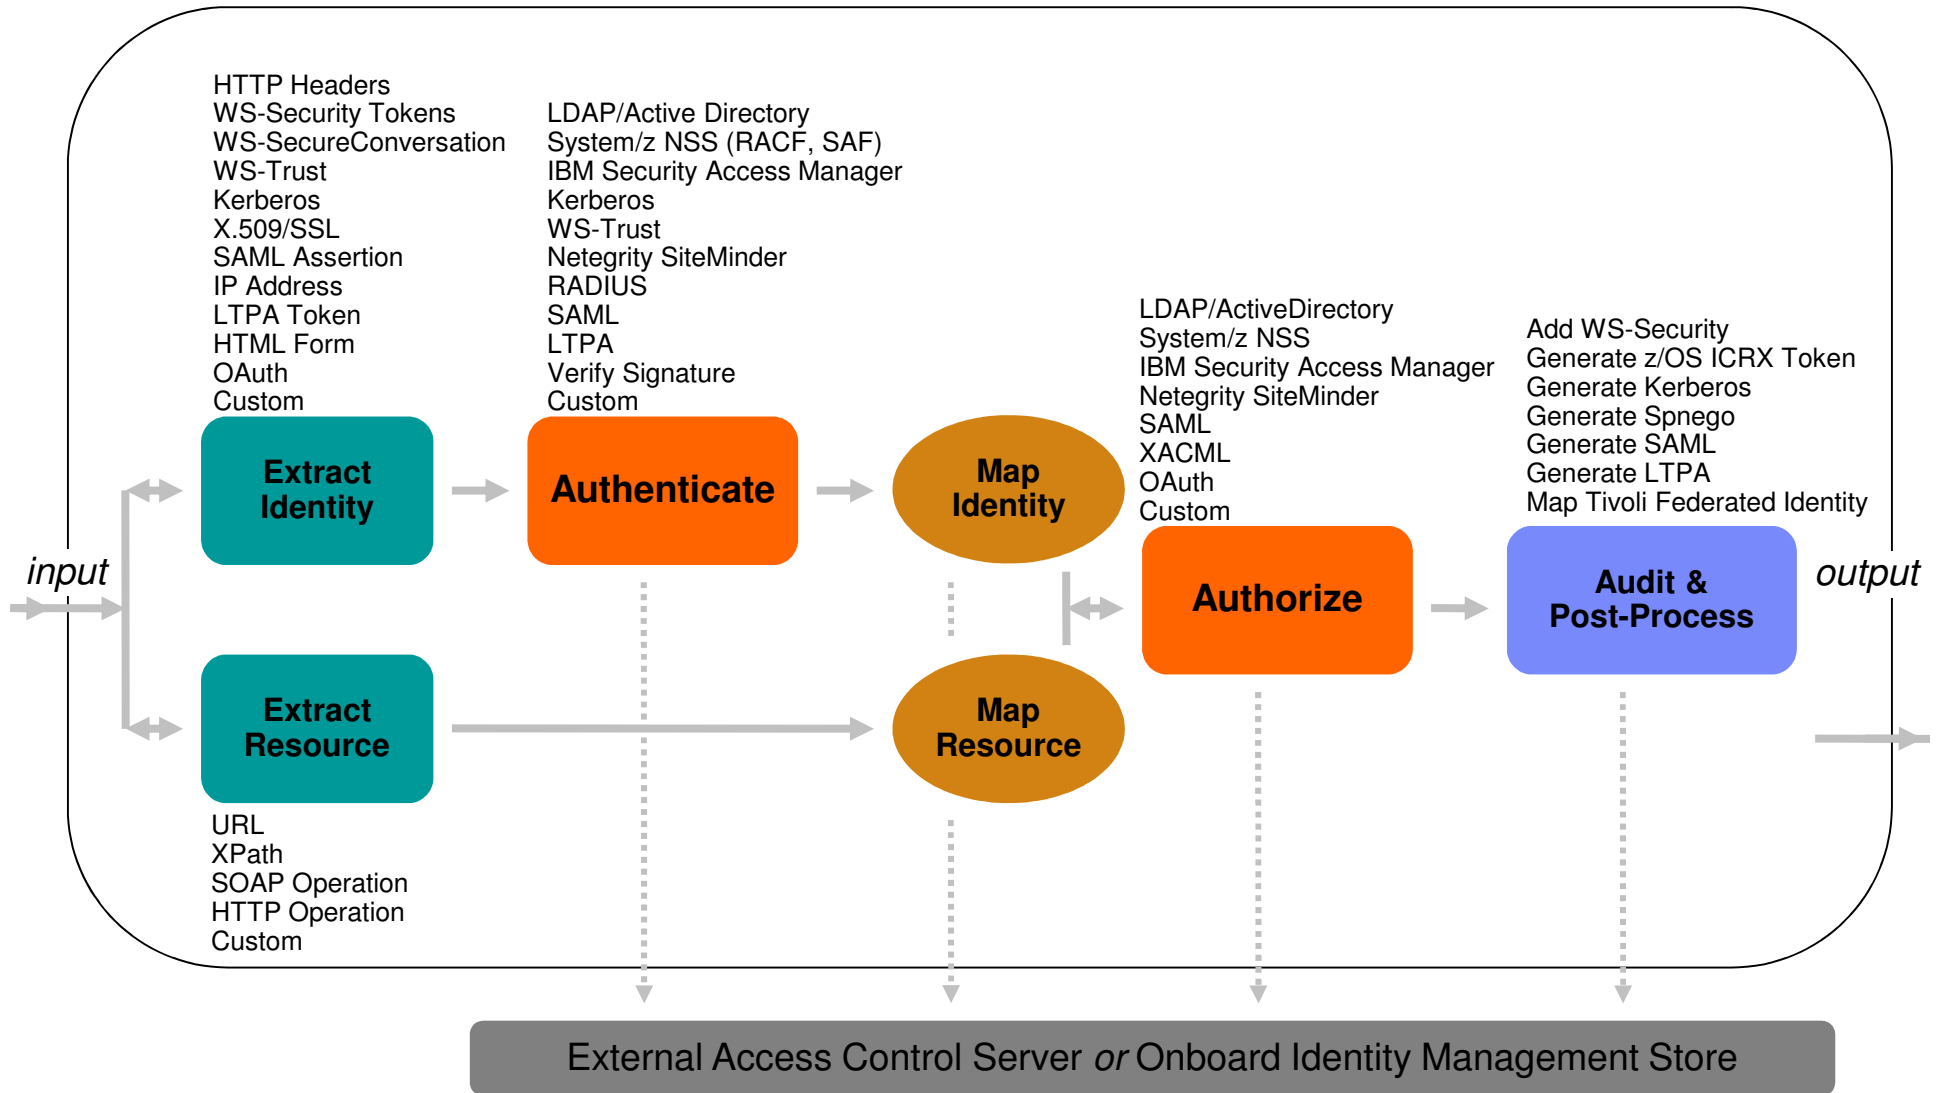 HTTP Headers
WS-Security Tokens
WS-SecureConversation
WS-Trust
Kerberos
X.509/SSL
SAML Assertion
IP Address
LTPA Token
HTML Form
OAuth
Custom
LDAP/Active Directory
System/z NSS (RACF, SAF)
IBM Security Access Manager
Kerberos
WS-Trust
Netegrity SiteMinder
RADIUS
SAML
LTPA
Verify Signature
Custom
LDAP/ActiveDirectory
System/z NSS
IBM Security Access Manager
Netegrity SiteMinder
SAML
XACML
OAuth
Custom
Add WS-Security
Generate z/OS ICRX Token
Generate Kerberos
Generate Spnego
Generate SAML
Generate LTPA
Map Tivoli Federated Identity
input
Extract
Identity
Authenticate
Map
Identity
Authorize
Audit &
Post-Process
output
Extract
Resource
Map
Resource
URL
XPath
SOAP Operation
HTTP Operation
Custom
External Access Control Server or Onboard Identity Management Store